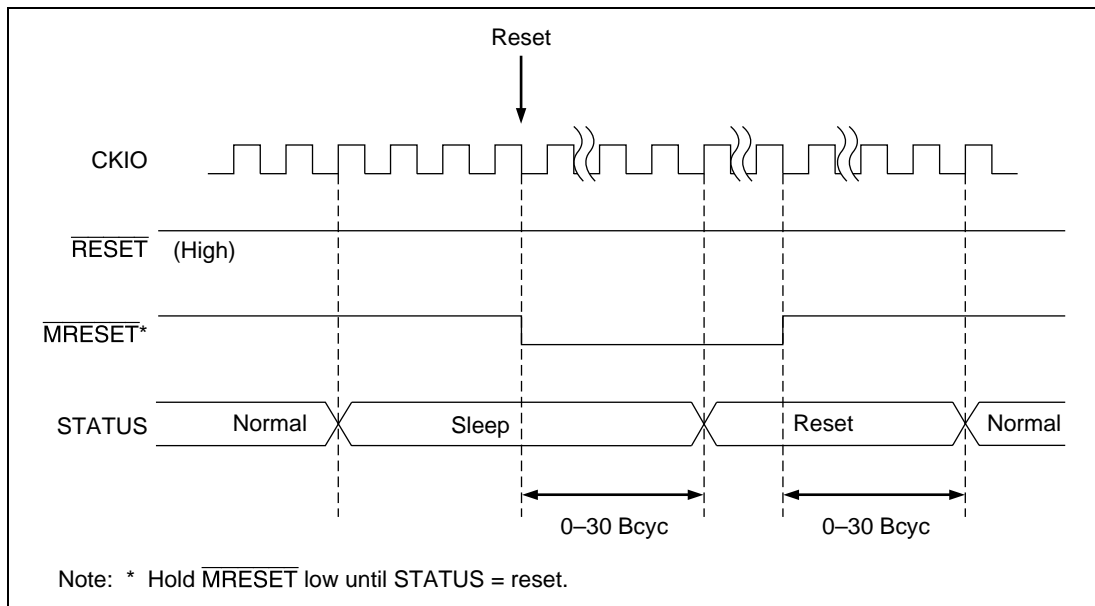 Reset
CKIO
RESET (High)
MRESET*
STATUS Normal Sleep Reset Normal
0–30 Bcyc 0–30 Bcyc
Note: * Hold MRESET low until STATUS = reset.